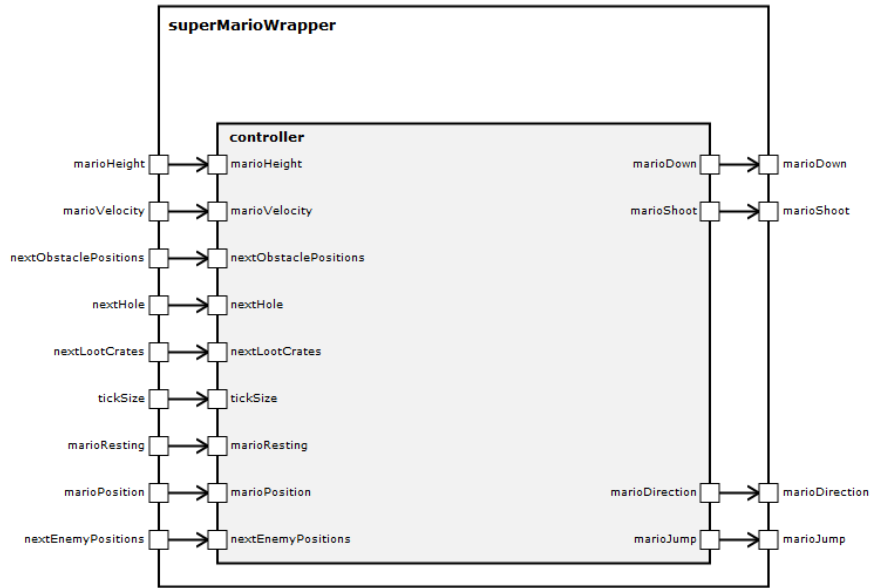 superMarioWrapper
controller
marioHeight marioHeight marioDown marioDown
marioVelocity marioVelocity marioShoot marioShoot
nextObstaclePositions nextObstaclePositions
nextHole nextHole
nextLootCrates nextLootCrates
tickSize tickSize
marioResting marioResting
marioPosition marioPosition marioDirection marioDirection
nextEnemyPositions nextEnemyPositions marioJump marioJump